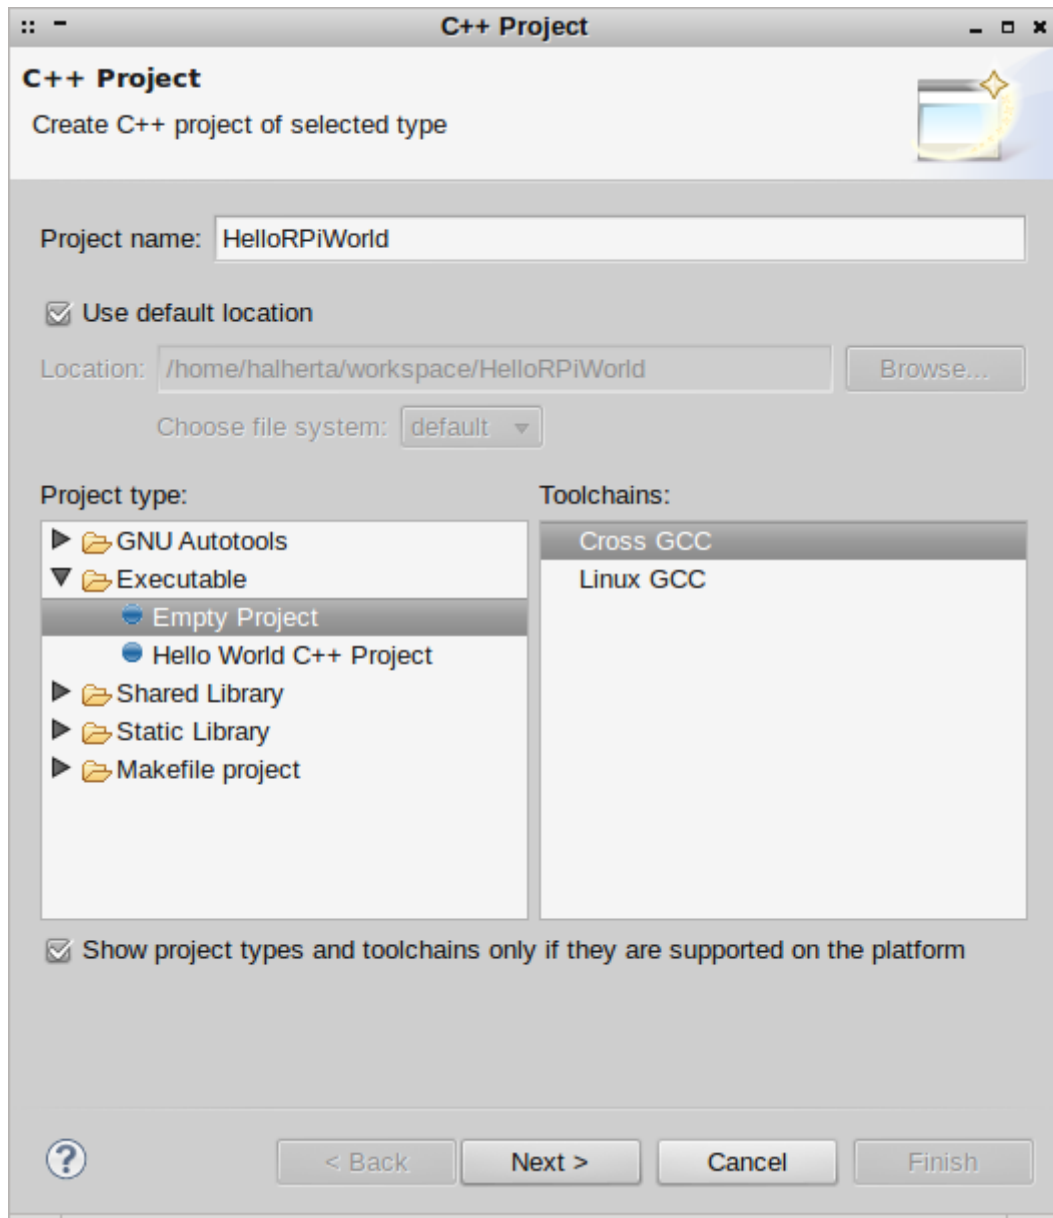 C++ Project
C++ Project
Create C++ project of selected type
Project name: HelloRPiWorld
Use default location
Location: /home/halherta/workspace/HelloRPiWorld Browse...
Choose file system: default
Project type: Toolchains:
GNU Autotools Cross GCC
Executable Linux GCC
Empty Project
Hello World C++ Project
Shared Library
Static Library
Makefile project
Show project types and toolchains only if they are supported on the platform
? < Back Next > Cancel Finish